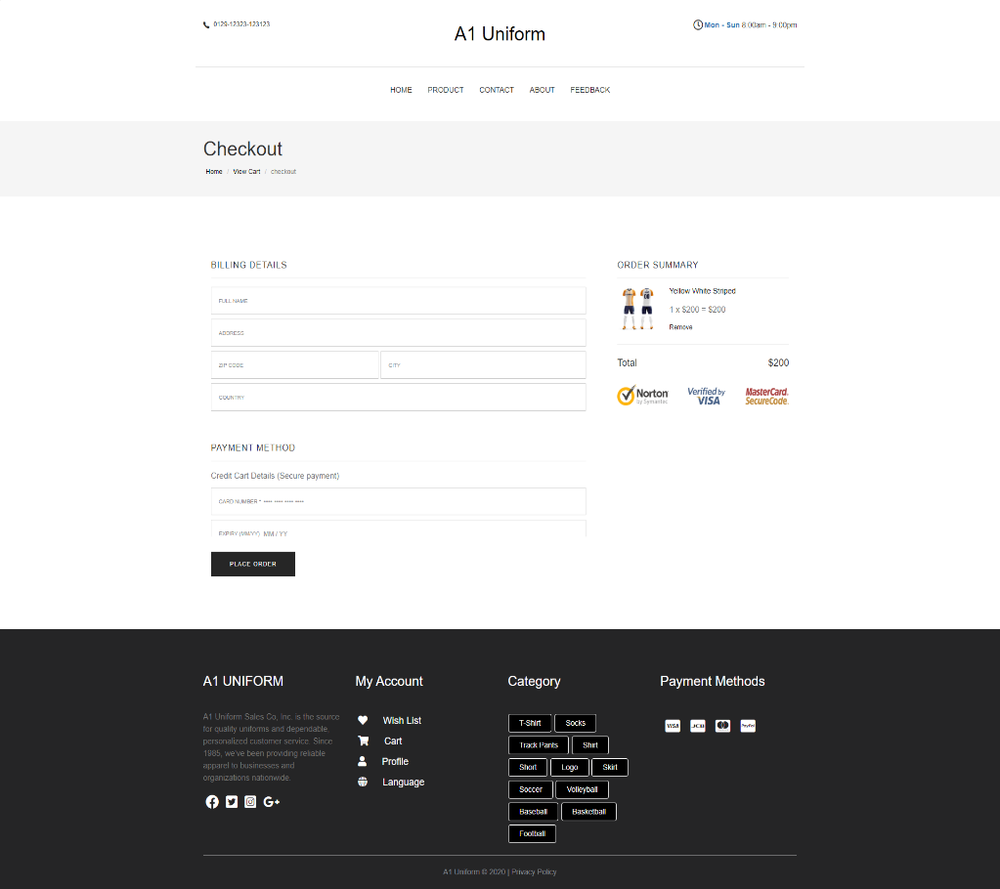 0129-12323-123123
A1 Uniform
Mon - Sun 8:00am - 9:00pm
HOME PRODUCT CONTACT ABOUT FEEDBACK
Checkout
Home / View Cart / checkout
BILLING DETAILS
FULL NAME
ADDRESS
ZIP CODE
CITY
COUNTRY
PAYMENT METHOD
Credit Cart Details (Secure payment)
CARD NUMBER * ---- ---- ---- ----
EXPIRY (MM/YY) MM / YY
PLACE ORDER
ORDER SUMMARY
Yellow White Striped
1 x $200 = $200
Remove
Total $200
Norton
by Symantec
Verified by
VISA
MasterCard.
SecureCode.
A1 UNIFORM
A1 Uniform Sales Co, Inc. is the source
for quality uniforms and dependable,
personalized customer service. Since
1985, we've been providing reliable
apparel to businesses and
organizations nationwide.
My Account
Wish List
Cart
Profile
Language
Category
T-Shirt Socks
Track Pants Shirt
Short Logo Skirt
Soccer Volleyball
Baseball Basketball
Football
Payment Methods
VISA JCB PayPal
A1 Uniform © 2020 | Privacy Policy